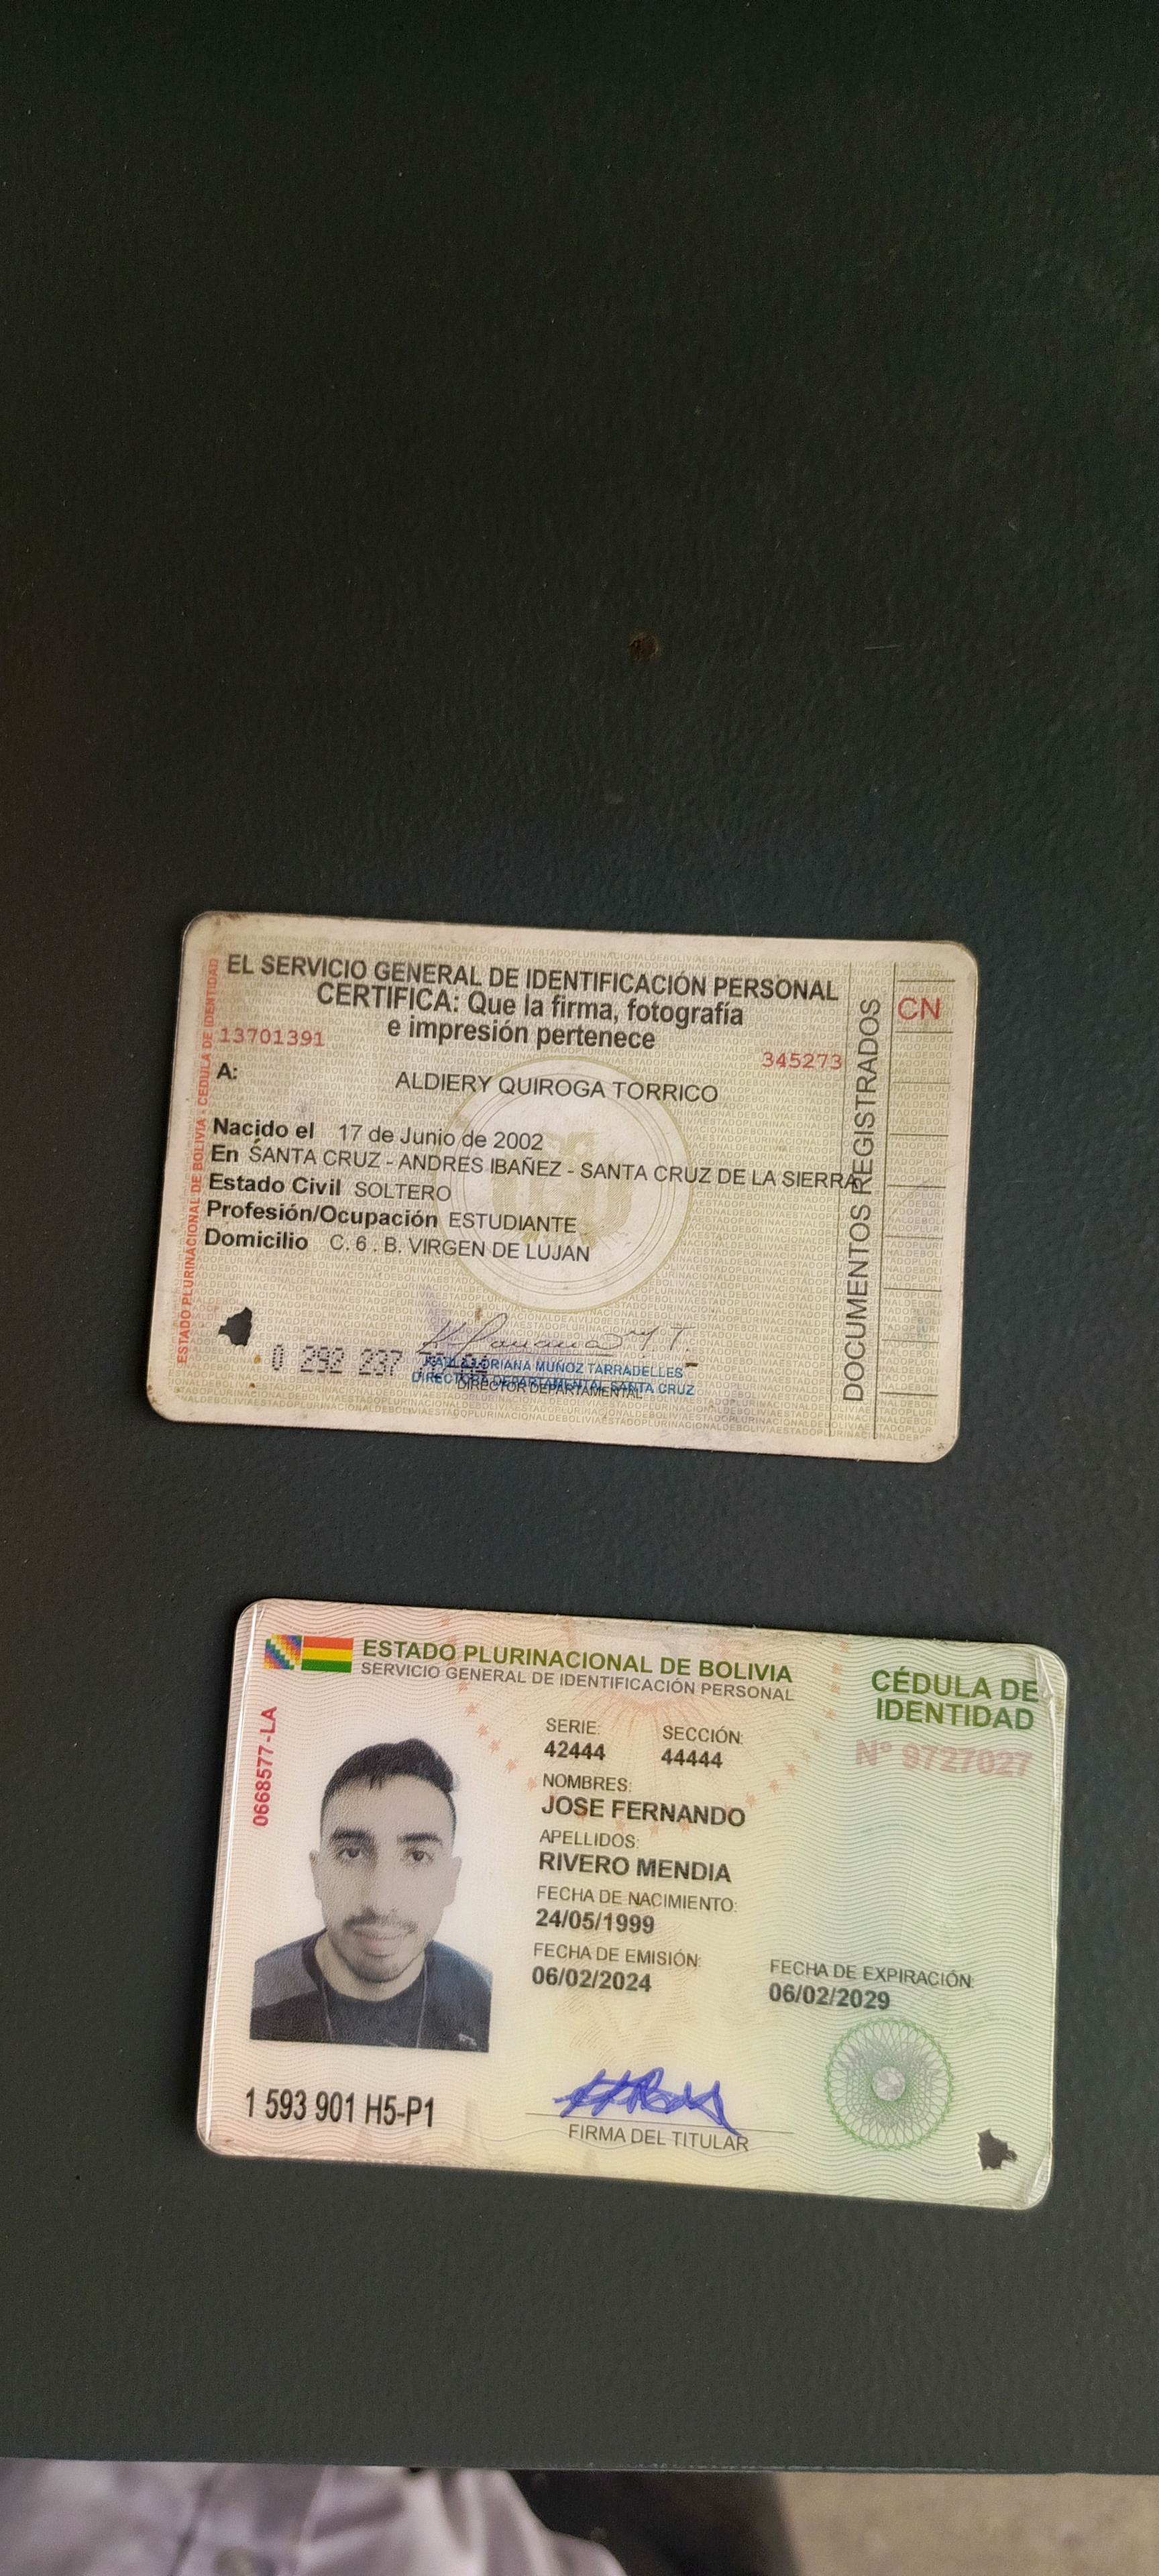 EL SERVICIO GENERAL DE IDENTIFICACIÓN PERSONAL
CERTIFICA: Que la firma, fotografía
e impresión pertenece
13701391
345273
A: ALDIERY QUIROGA TORRICO
Nacido el 17 de Junio de 2002
En SANTA CRUZ - ANDRES IBAÑEZ - SANTA CRUZ DE LA SIERRA
Estado Civil SOLTERO
Profesión/Ocupación ESTUDIANTE
Domicilio C. 6 . B. VIRGEN DE LUJAN
0 292 237
MUÑOZ TARRADELLES
DIRECTORA DEPARTAMENTAL SANTA CRUZ
DIRECTOR DEPARTAMENTAL
ESTADO PLURINACIONAL DE BOLIVIA - CEDULA DE IDENTIDAD
DOCUMENTOS REGISTRADOS
CN
ESTADO PLURINACIONAL DE BOLIVIA
SERVICIO GENERAL DE IDENTIFICACIÓN PERSONAL
CÉDULA DE
IDENTIDAD
N° 9727027
0668577-LA
SERIE: SECCIÓN:
42444 44444
NOMBRES:
JOSE FERNANDO
APELLIDOS:
RIVERO MENDIA
FECHA DE NACIMIENTO:
24/05/1999
FECHA DE EMISIÓN: FECHA DE EXPIRACIÓN:
06/02/2024 06/02/2029
1 593 901 H5-P1
FIRMA DEL TITULAR